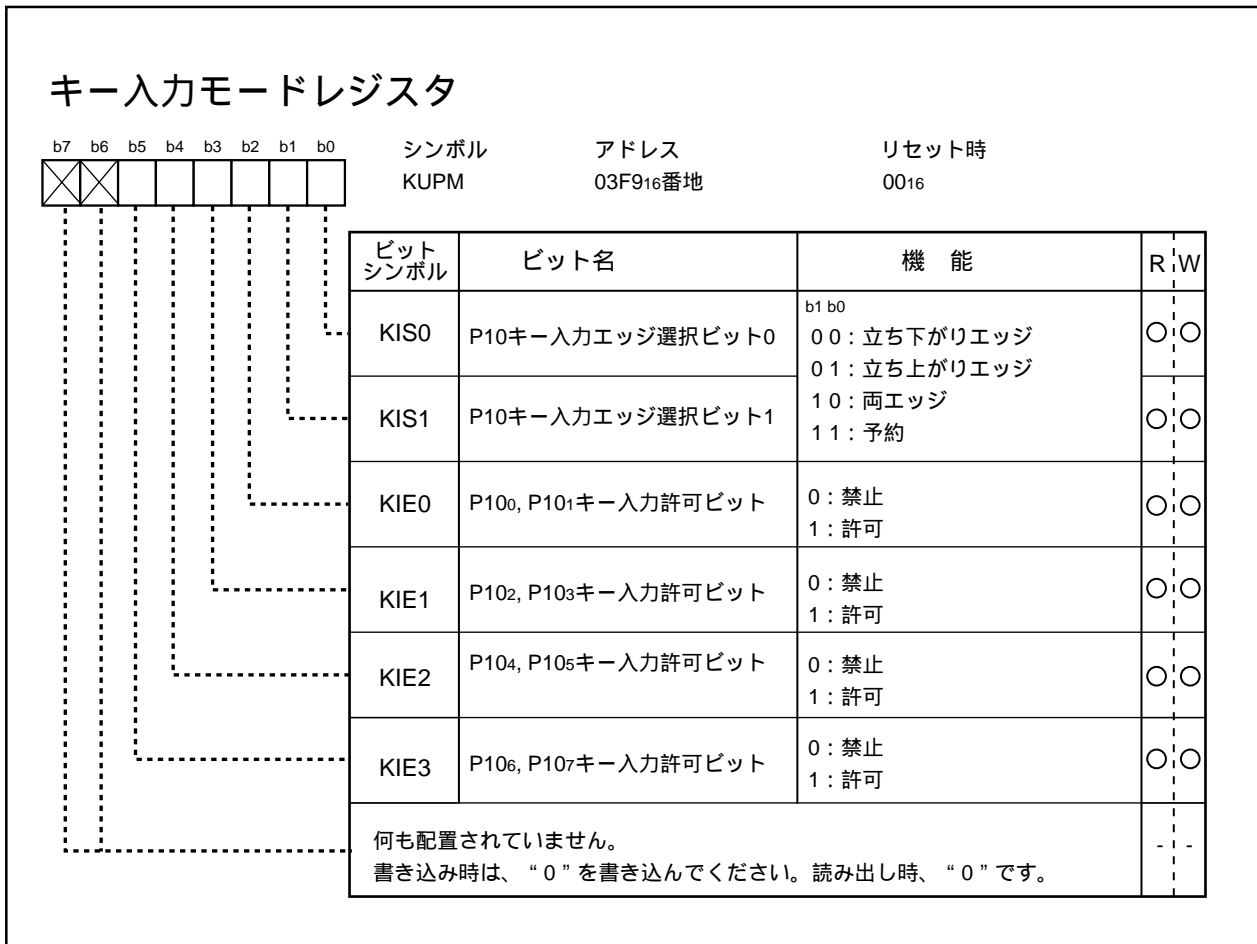 キー入力モードレジスタ
b7 b6 b5 b4 b3 b2 b1 b0
シンボル アドレス リセット時
KUPM 03F916番地 0016
ビットシンボル ビット名 機 能 R W
KIS0 P10キー入力エッジ選択ビット0
b1 b0
0 0 : 立ち下がりエッジ
0 1 : 立ち上がりエッジ
1 0 : 両エッジ
1 1 : 予約
○ ○
KIS1 P10キー入力エッジ選択ビット1 ○ ○
KIE0 P100, P101キー入力許可ビット
0 : 禁止
1 : 許可
○ ○
KIE1 P102, P103キー入力許可ビット
0 : 禁止
1 : 許可
○ ○
KIE2 P104, P105キー入力許可ビット
0 : 禁止
1 : 許可
○ ○
KIE3 P106, P107キー入力許可ビット
0 : 禁止
1 : 許可
○ ○
何も配置されていません。
書き込み時は、“0”を書き込んでください。読み出し時、“0”です。
- -